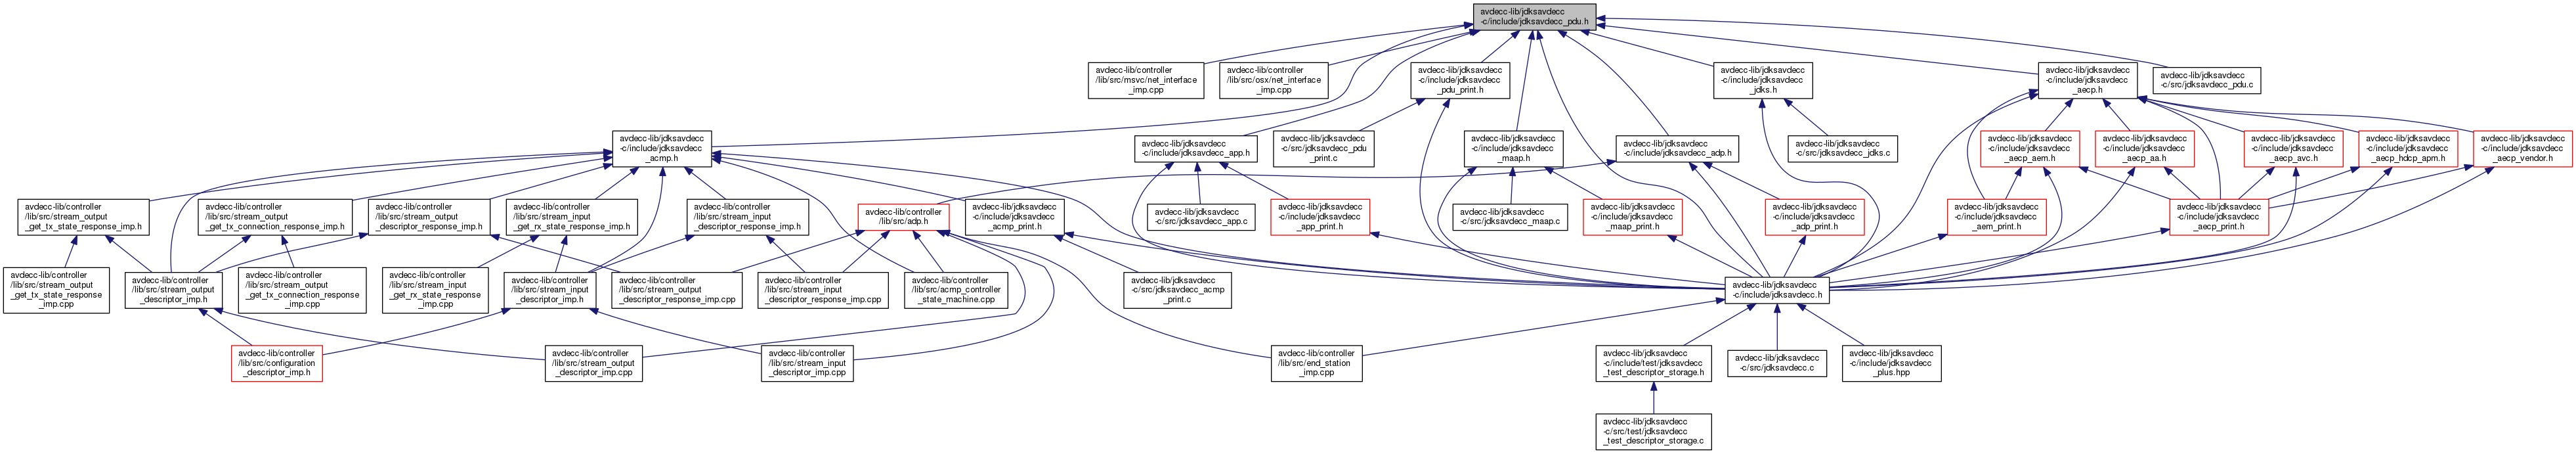 avdecc-lib/jdksavdecc
-c/include/jdksavdecc_pdu.h
avdecc-lib/controller
/lib/src/msvc/net_interface
_imp.cpp
avdecc-lib/controller
/lib/src/osx/net_interface
_imp.cpp
avdecc-lib/jdksavdecc
-c/include/jdksavdecc
_pdu_print.h
avdecc-lib/jdksavdecc
-c/include/jdksavdecc
_jdks.h
avdecc-lib/jdksavdecc
-c/include/jdksavdecc
_aecp.h
avdecc-lib/jdksavdecc
-c/src/jdksavdecc_pdu.c
avdecc-lib/jdksavdecc
-c/include/jdksavdecc
_acmp.h
avdecc-lib/jdksavdecc
-c/include/jdksavdecc_app.h
avdecc-lib/jdksavdecc
-c/src/jdksavdecc_pdu
_print.c
avdecc-lib/jdksavdecc
-c/include/jdksavdecc
_maap.h
avdecc-lib/jdksavdecc
-c/include/jdksavdecc_adp.h
avdecc-lib/jdksavdecc
-c/src/jdksavdecc_jdks.c
avdecc-lib/jdksavdecc
-c/include/jdksavdecc
_aecp_aem.h
avdecc-lib/jdksavdecc
-c/include/jdksavdecc
_aecp_aa.h
avdecc-lib/jdksavdecc
-c/include/jdksavdecc
_aecp_avc.h
avdecc-lib/jdksavdecc
-c/include/jdksavdecc
_aecp_hdcp_apm.h
avdecc-lib/jdksavdecc
-c/include/jdksavdecc
_aecp_vendor.h
avdecc-lib/controller
/lib/src/stream_output
_get_tx_state_response_imp.h
avdecc-lib/controller
/lib/src/stream_output
_get_tx_connection_response_imp.h
avdecc-lib/controller
/lib/src/stream_output
_descriptor_response_imp.h
avdecc-lib/controller
/lib/src/stream_input
_get_rx_state_response_imp.h
avdecc-lib/controller
/lib/src/stream_input
_descriptor_response_imp.h
avdecc-lib/controller
/lib/src/adp.h
avdecc-lib/jdksavdecc
-c/include/jdksavdecc
_acmp_print.h
avdecc-lib/jdksavdecc
-c/src/jdksavdecc_app.c
avdecc-lib/jdksavdecc
-c/include/jdksavdecc
_app_print.h
avdecc-lib/jdksavdecc
-c/src/jdksavdecc_maap.c
avdecc-lib/jdksavdecc
-c/include/jdksavdecc
_maap_print.h
avdecc-lib/jdksavdecc
-c/include/jdksavdecc
_adp_print.h
avdecc-lib/jdksavdecc
-c/include/jdksavdecc
_aem_print.h
avdecc-lib/jdksavdecc
-c/include/jdksavdecc
_aecp_print.h
avdecc-lib/controller
/lib/src/stream_output
_get_tx_state_response
_imp.cpp
avdecc-lib/controller
/lib/src/stream_output
_descriptor_imp.h
avdecc-lib/controller
/lib/src/stream_output
_get_tx_connection_response
_imp.cpp
avdecc-lib/controller
/lib/src/stream_input
_get_rx_state_response
_imp.cpp
avdecc-lib/controller
/lib/src/stream_input
_descriptor_imp.h
avdecc-lib/controller
/lib/src/stream_output
_descriptor_response_imp.cpp
avdecc-lib/controller
/lib/src/stream_input
_descriptor_response_imp.cpp
avdecc-lib/controller
/lib/src/acmp_controller
_state_machine.cpp
avdecc-lib/jdksavdecc
-c/src/jdksavdecc_acmp
_print.c
avdecc-lib/jdksavdecc
-c/include/jdksavdecc.h
avdecc-lib/controller
/lib/src/configuration
_descriptor_imp.h
avdecc-lib/controller
/lib/src/stream_output
_descriptor_imp.cpp
avdecc-lib/controller
/lib/src/stream_input
_descriptor_imp.cpp
avdecc-lib/controller
/lib/src/end_station
_imp.cpp
avdecc-lib/jdksavdecc
-c/include/test/jdksavdecc
_test_descriptor_storage.h
avdecc-lib/jdksavdecc
-c/src/jdksavdecc.c
avdecc-lib/jdksavdecc
-c/include/jdksavdecc
_plus.hpp
avdecc-lib/jdksavdecc
-c/src/test/jdksavdecc
_test_descriptor_storage.c